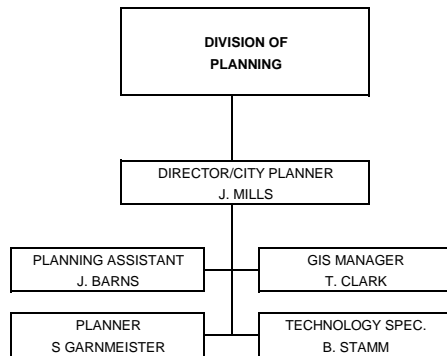 DIVISION OF
PLANNING
DIRECTOR/CITY PLANNER
J. MILLS
PLANNING ASSISTANT
J. BARNS
GIS MANAGER
T. CLARK
PLANNER
S GARNMEISTER
TECHNOLOGY SPEC.
B. STAMM